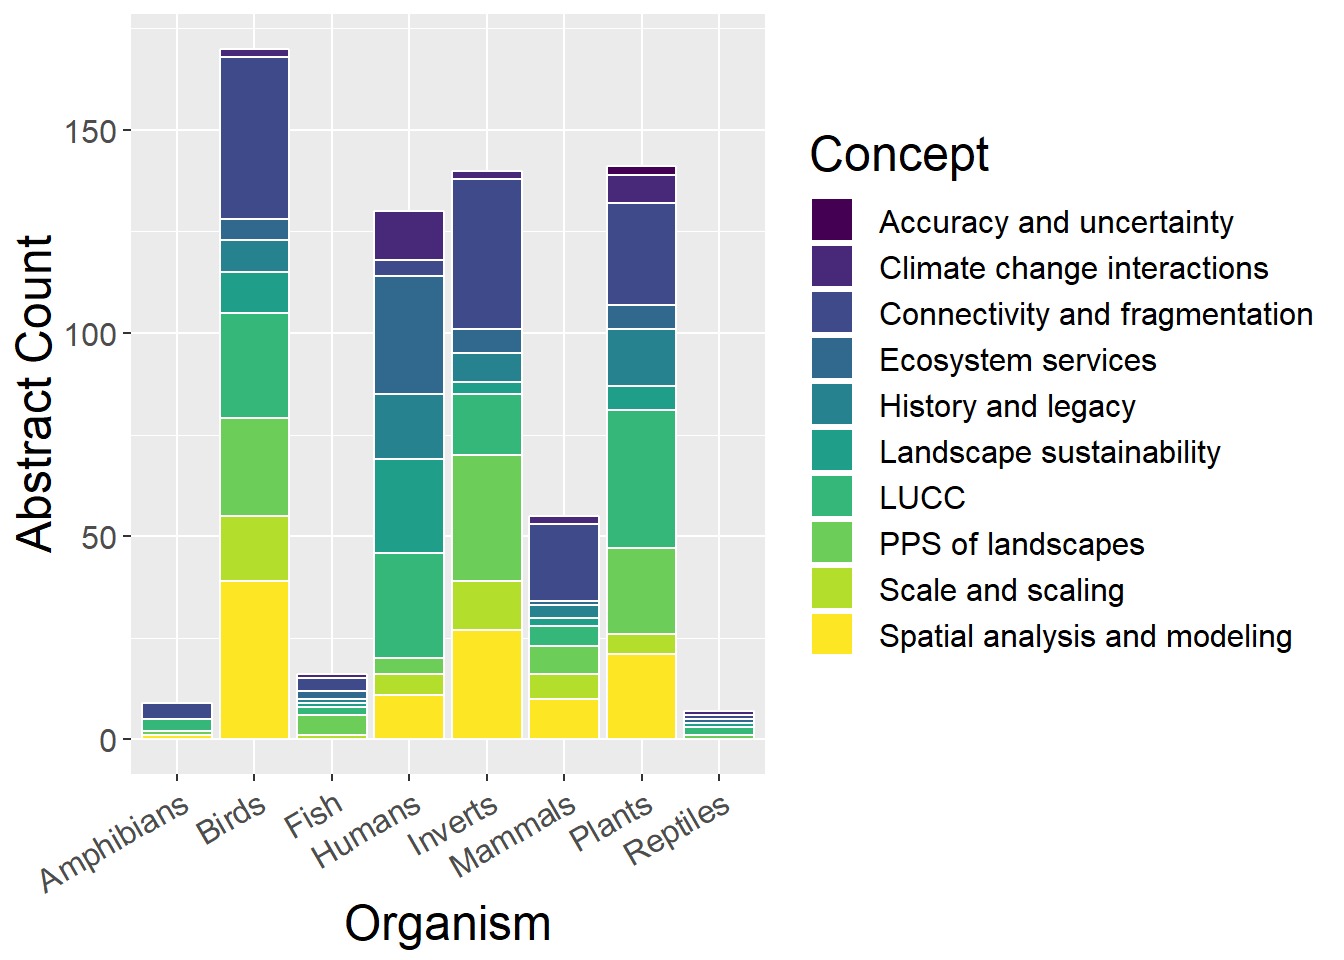 150
100
50
0
Abstract Count
Amphibians
Birds
Fish
Humans
Inverts
Mammals
Plants
Reptiles
Organism
Concept
Accuracy and uncertainty
Climate change interactions
Connectivity and fragmentation
Ecosystem services
History and legacy
Landscape sustainability
LUCC
PPS of landscapes
Scale and scaling
Spatial analysis and modeling